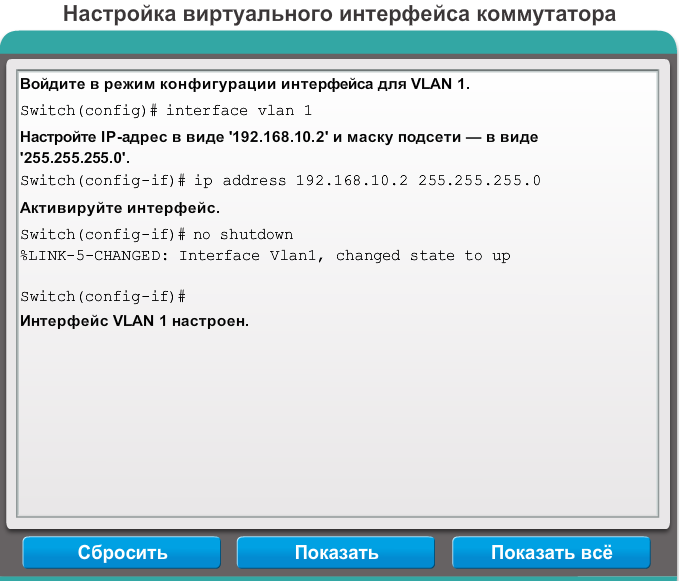 Настройка виртуального интерфейса коммутатора
Войдите в режим конфигурации интерфейса для VLAN 1.
Switch(config)# interface vlan 1
Настройте IP-адрес в виде '192.168.10.2' и маску подсети — в виде
'255.255.255.0'.
Switch(config-if)# ip address 192.168.10.2 255.255.255.0
Активируйте интерфейс.
Switch(config-if)# no shutdown
%LINK-5-CHANGED: Interface Vlan1, changed state to up
Switch(config-if)#
Интерфейс VLAN 1 настроен.
Сбросить Показать Показать всё